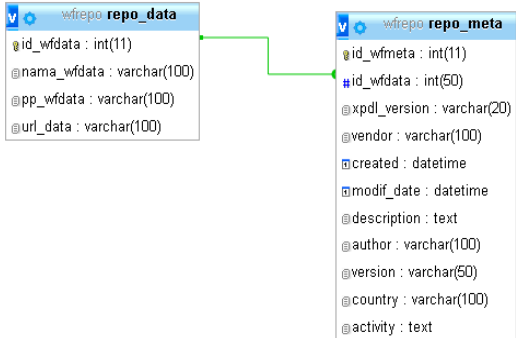 v wfrepo repo_data
id_wfdata : int(11)
nama_wfdata : varchar(100)
pp_wfdata : varchar(100)
url_data : varchar(100)
v wfrepo repo_meta
id_wfmeta : int(11)
# id_wfdata : int(50)
xpdl_version : varchar(20)
vendor : varchar(100)
created : datetime
modif_date : datetime
description : text
author : varchar(100)
version : varchar(50)
country : varchar(100)
activity : text